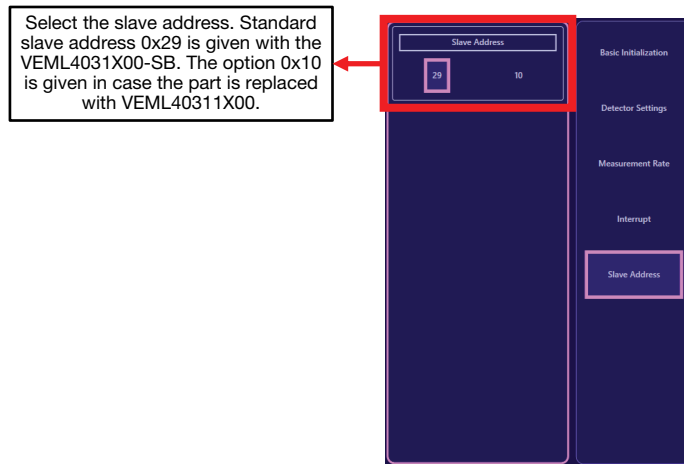 Select the slave address. Standard
slave address 0x29 is given with the
VEML4031X00-SB. The option 0x10
is given in case the part is replaced
with VEML40311X00.
Slave Address
29 10
Basic Initialization
Detector Settings
Measurement Rate
Interrupt
Slave Address